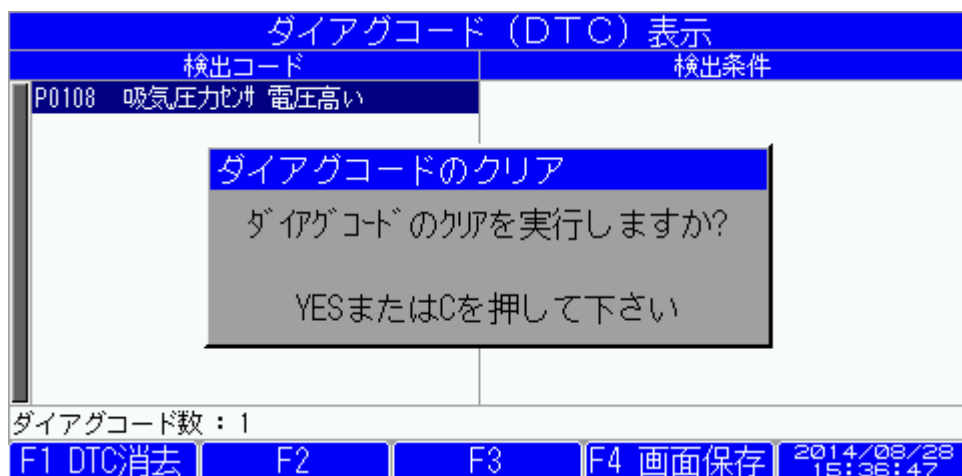 ダイアグコード(DTC)表示
検出コード
検出条件
P0108 吸気圧力ｾﾝｻ 電圧高い
ダイアグコードのクリア
ﾀﾞｲｱｸﾞｺｰﾄﾞのｸﾘｱを実行しますか?
YESまたはCを押して下さい
ダイアグコード数:1
F1 DTC消去
F2
F3
F4 画面保存
2014/08/28
15:36:47